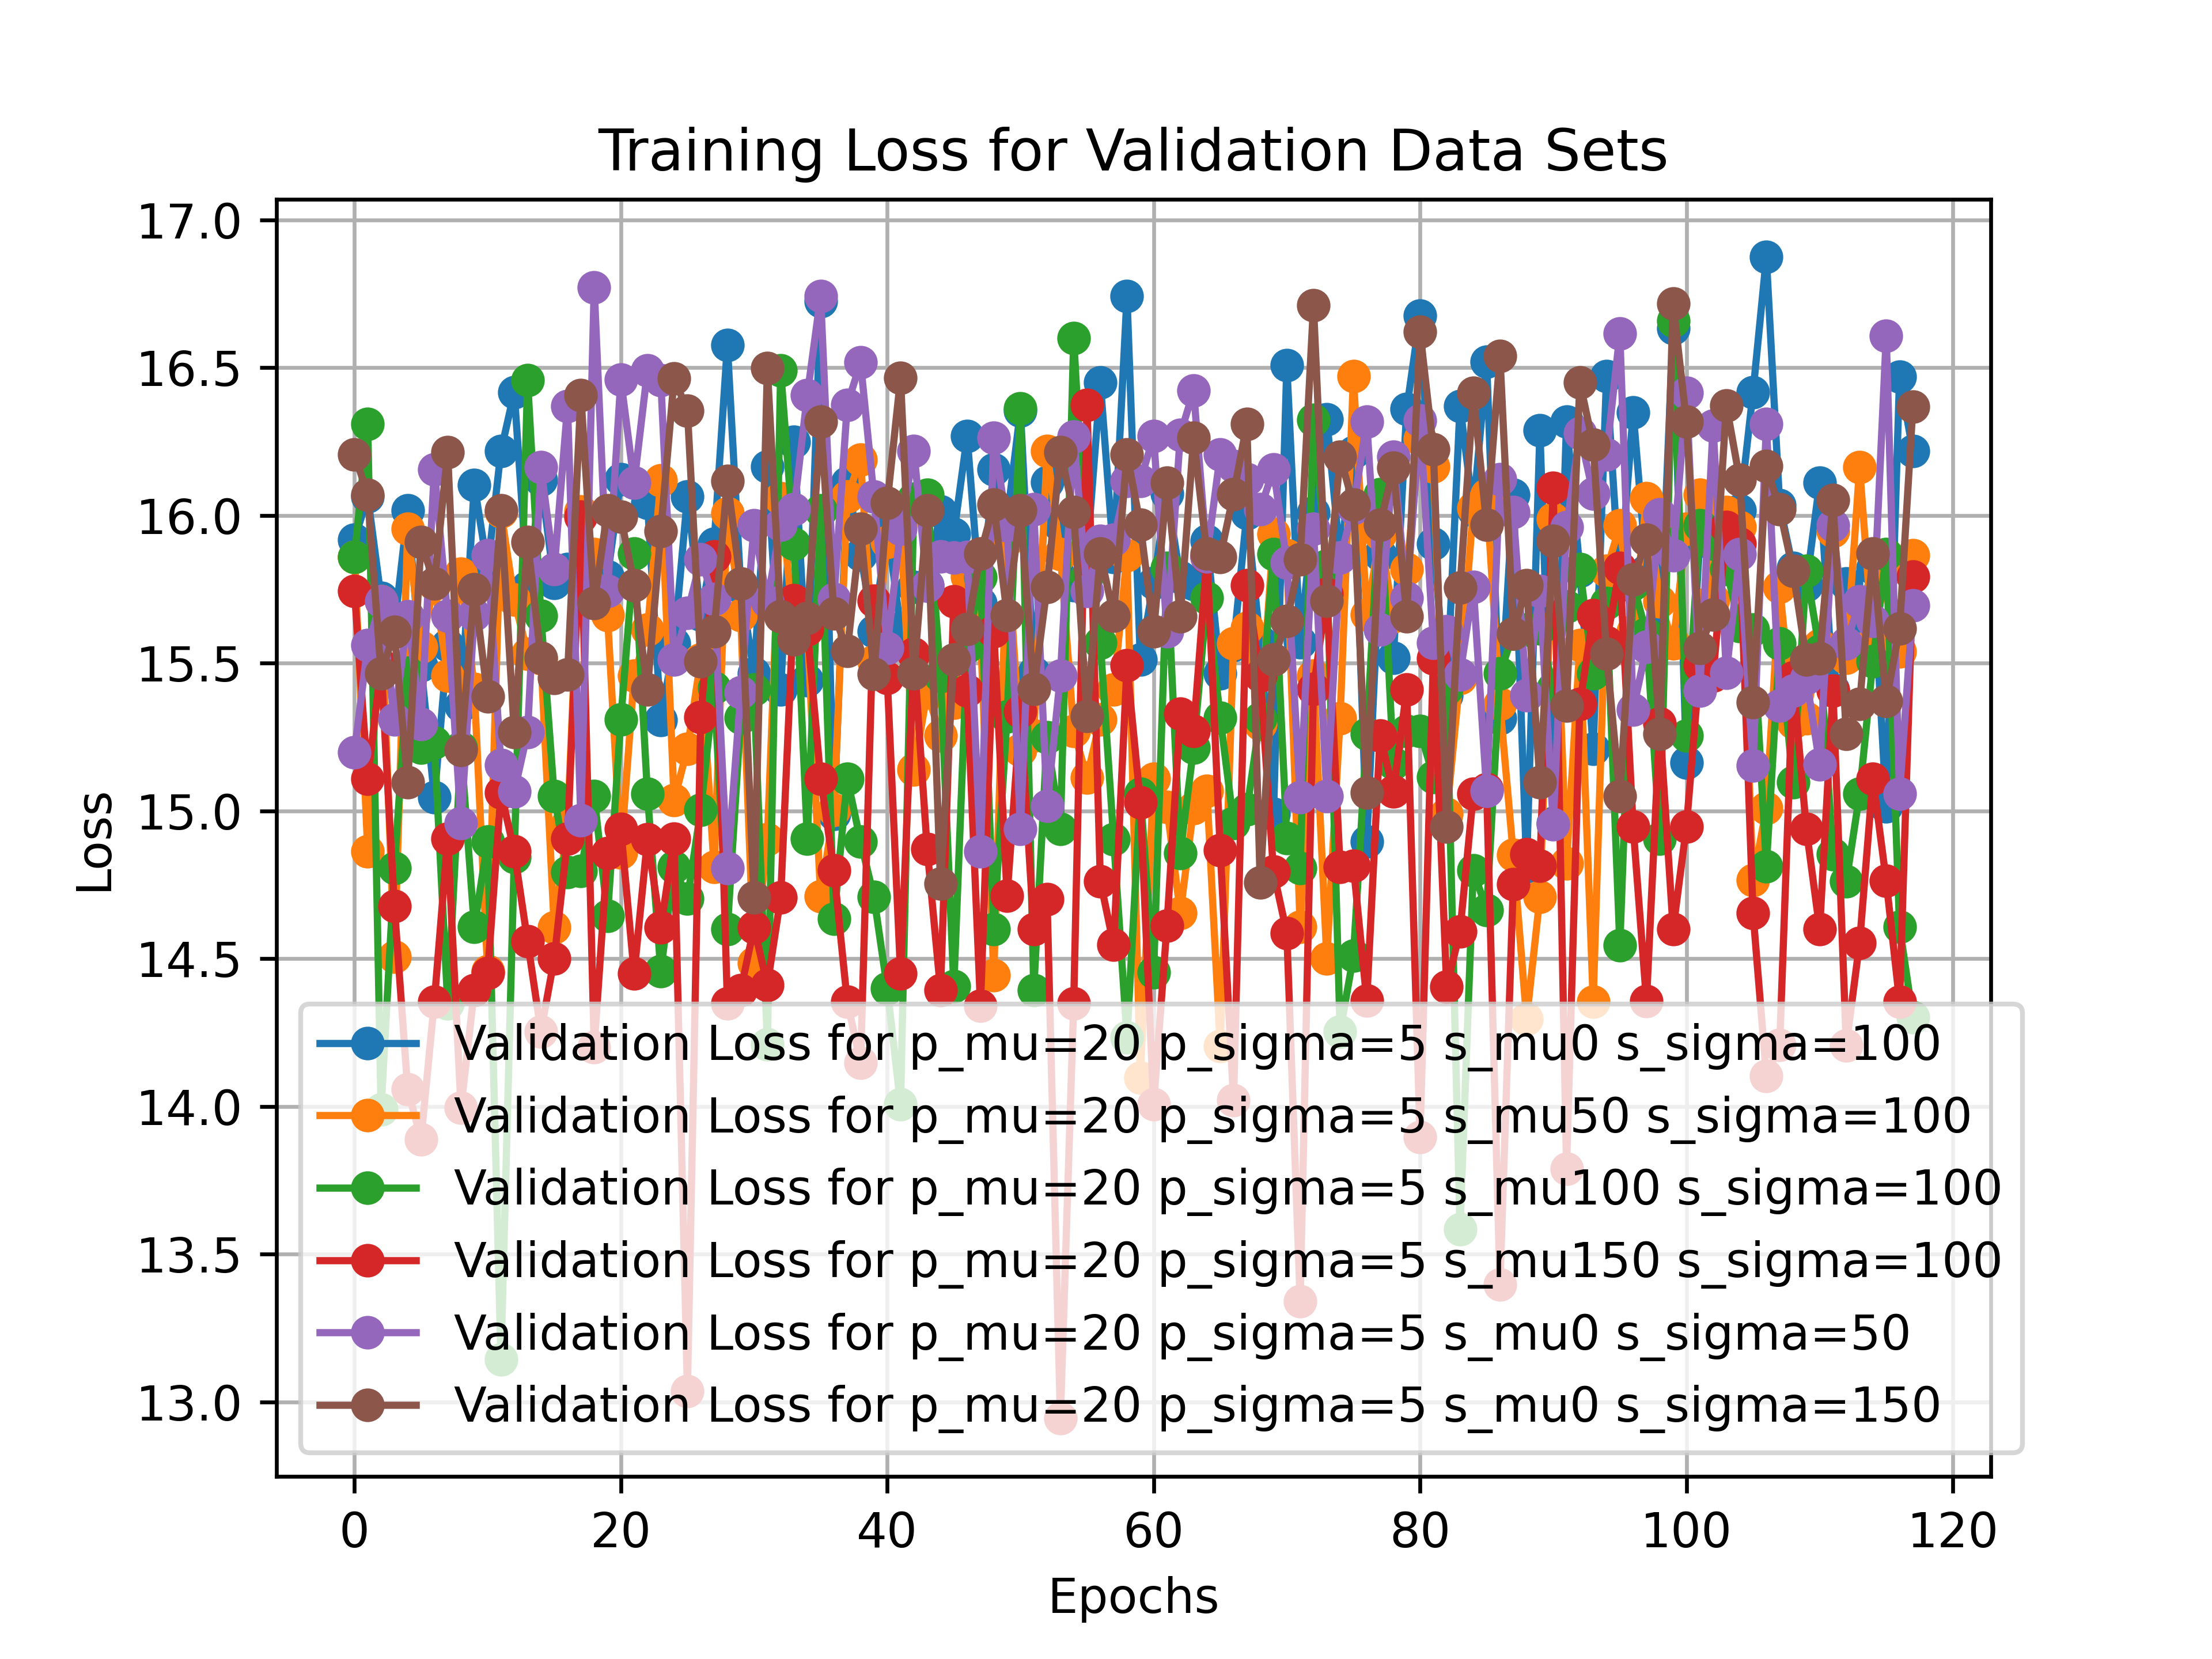 Training Loss for Validation Data Sets
17.0
16.5
16.0
15.5
15.0
14.5
14.0
13.5
13.0
Loss
Validation Loss for p_mu=20 p_sigma=5 s_mu0 s_sigma=100
Validation Loss for p_mu=20 p_sigma=5 s_mu50 s_sigma=100
Validation Loss for p_mu=20 p_sigma=5 s_mu100 s_sigma=100
Validation Loss for p_mu=20 p_sigma=5 s_mu150 s_sigma=100
Validation Loss for p_mu=20 p_sigma=5 s_mu0 s_sigma=50
Validation Loss for p_mu=20 p_sigma=5 s_mu0 s_sigma=150
0 20 40 60 80 100 120
Epochs